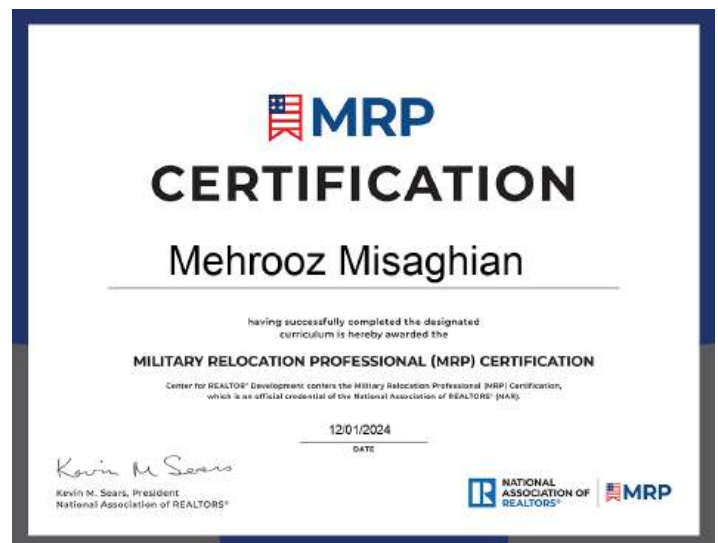 MRP
CERTIFICATION
Mehrooz Misaghian
having successfully completed the designated
curriculum is hereby awarded the
MILITARY RELOCATION PROFESSIONAL (MRP) CERTIFICATION
Center for REALTOR® Development confers the Military Relocation Professional (MRP) Certification,
which is an official credential of the National Association of REALTORS® (NAR).
12/01/2024
DATE
Kevin M Sears
Kevin M. Sears, President
National Association of REALTORS®
R
NATIONAL
ASSOCIATION OF
REALTORS®
MRP